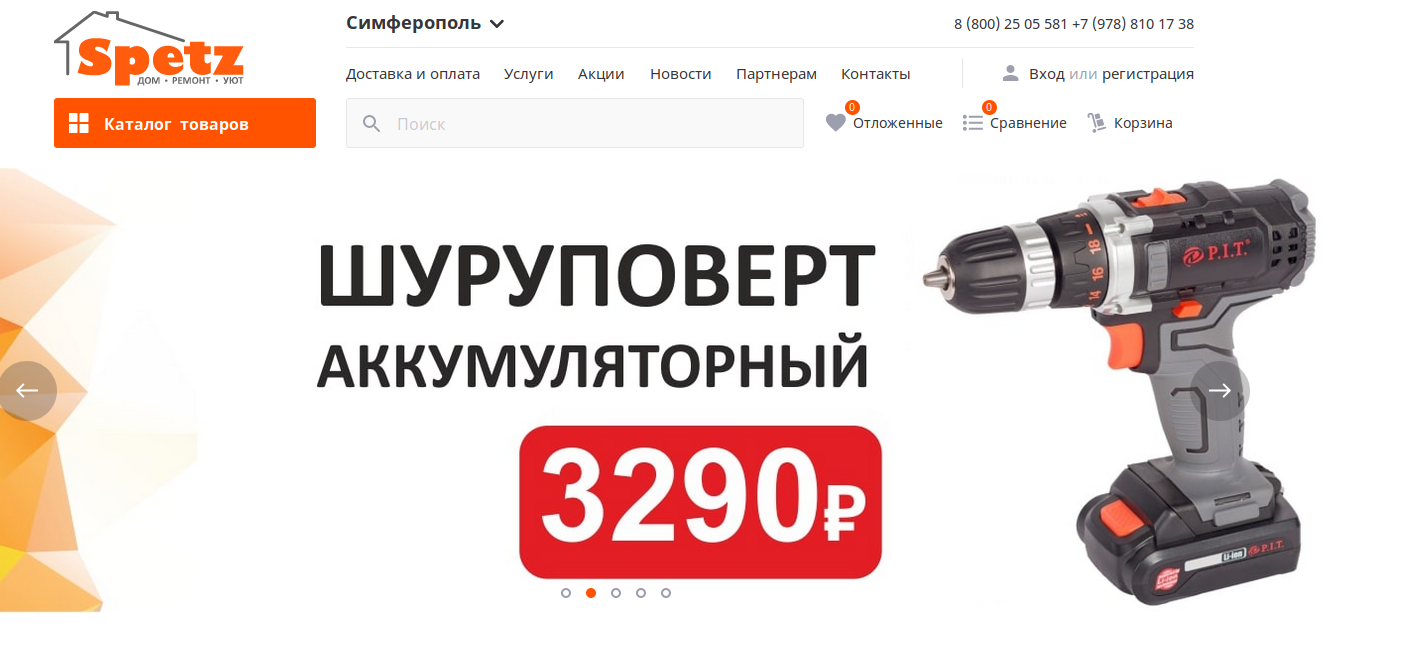 Spetz
ДОМ • РЕМОНТ • УЮТ
Симферополь
8 (800) 25 05 581 +7 (978) 810 17 38
Доставка и оплата Услуги Акции Новости Партнерам Контакты
Вход или регистрация
Каталог товаров
Поиск
0
Отложенные
0
Сравнение
Корзина
ШУРУПОВЕРТ
АККУМУЛЯТОРНЫЙ
3290₽
P.I.T.
18
16
14
Li-ion P.I.T.